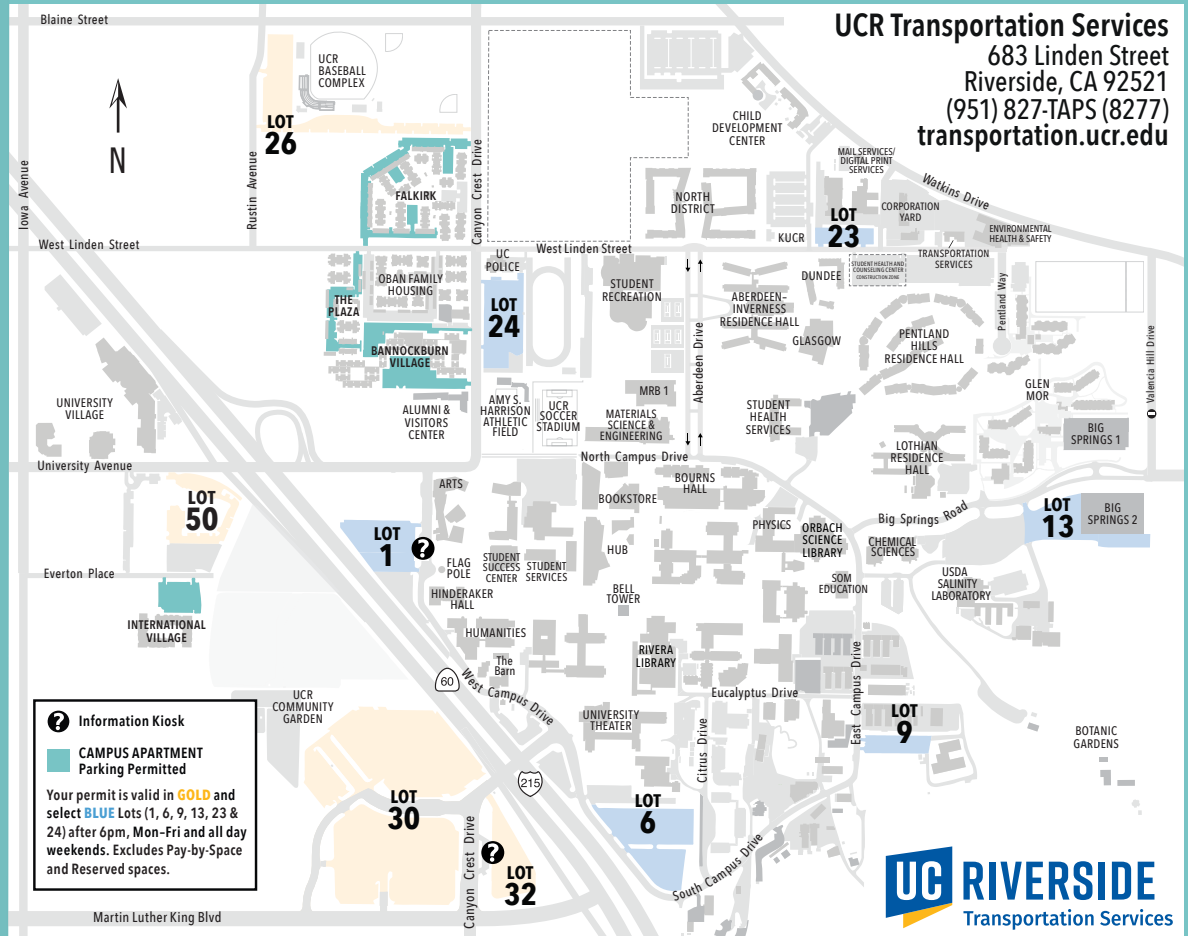 UCR Transportation Services
683 Linden Street
Riverside, CA 92521
(951) 827-TAPS (8277)
transportation.ucr.edu
Blaine Street
UCR
BASEBALL
COMPLEX
N
LOT
26
Iowa Avenue
Rustin Avenue
Canyon Crest Drive
FALKIRK
CHILD
DEVELOPMENT
CENTER
MAIL SERVICES/
DIGITAL PRINT
SERVICES
Watkins Drive
NORTH
DISTRICT
LOT
23
CORPORATION
YARD
KUCR
ENVIRONMENTAL
HEALTH & SAFETY
West Linden Street
West Linden Street
UC
POLICE
TRANSPORTATION
SERVICES
STUDENT HEALTH AND
COUNSELING CENTER
CONSTRUCTION ZONE
OBAN FAMILY
HOUSING
THE
PLAZA
LOT
24
STUDENT
RECREATION
DUNDEE
ABERDEEN-
INVERNESS
RESIDENCE HALL
Pentland Way
GLASGOW
PENTLAND
HILLS
RESIDENCE HALL
BANNOCKBURN
VILLAGE
Aberdeen Drive
Valencia Hill Drive
UNIVERSITY
VILLAGE
ALUMNI &
VISITORS
CENTER
AMY S.
HARRISON
ATHLETIC
FIELD
UCR
SOCCER
STADIUM
MRB 1
MATERIALS
SCIENCE &
ENGINEERING
STUDENT
HEALTH
SERVICES
GLEN
MOR
BIG
SPRINGS 1
LOTHIAN
RESIDENCE
HALL
University Avenue
North Campus Drive
ARTS
BOOKSTORE
BOURNS
HALL
LOT
50
LOT
1
?
PHYSICS
ORBACH
SCIENCE
LIBRARY
Big Springs Road
LOT
13
BIG
SPRINGS 2
CHEMICAL
SCIENCES
HUB
FLAG
POLE
STUDENT
SUCCESS
CENTER
STUDENT
SERVICES
Everton Place
SOM
EDUCATION
USDA
SALINITY
LABORATORY
HINDERAKER
HALL
BELL
TOWER
INTERNATIONAL
VILLAGE
HUMANITIES
The
Barn
RIVERA
LIBRARY
60
West Campus Drive
Eucalyptus Drive
East Campus Drive
UCR
COMMUNITY
GARDEN
UNIVERSITY
THEATER
Citrus Drive
LOT
9
BOTANIC
GARDENS
215
LOT
30
LOT
6
Canyon Crest Drive
?
LOT
32
South Campus Drive
Martin Luther King Blvd
? Information Kiosk
CAMPUS APARTMENT
Parking Permitted
Your permit is valid in GOLD and
select BLUE Lots (1, 6, 9, 13, 23 &
24) after 6pm, Mon–Fri and all day
weekends. Excludes Pay-by-Space
and Reserved spaces.
UC RIVERSIDE
Transportation Services